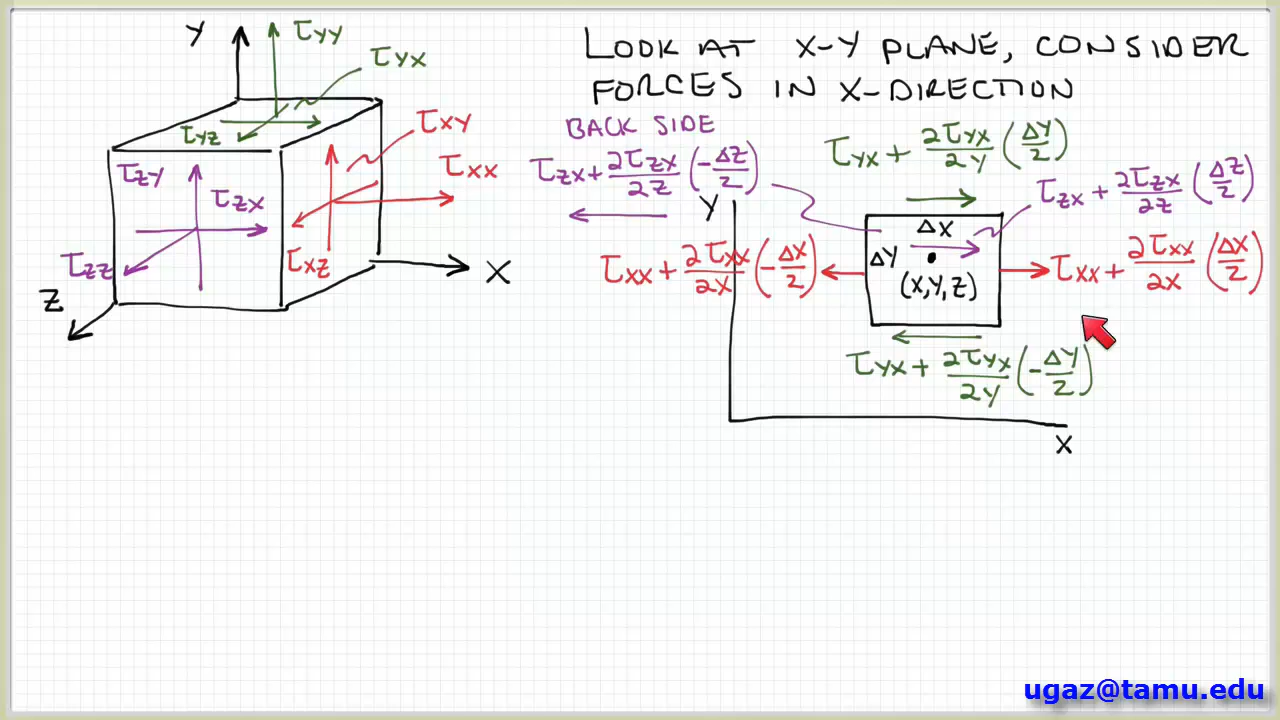 LOOK AT X-Y PLANE, CONSIDER
FORCES IN X-DIRECTION
Y
τYY
τYX
τYZ
τXY
τXX
τXZ
τZY
τZX
τZZ
X
Z
BACK SIDE
τZX + ∂τZX/∂Z (-ΔZ/2)
τYX + ∂τYX/∂Y (ΔY/2)
τZX + ∂τZX/∂Z (ΔZ/2)
Y
τXX + ∂τXX/∂X (-ΔX/2)
ΔX
ΔY
(X,Y,Z)
τXX + ∂τXX/∂X (ΔX/2)
τYX + ∂τYX/∂Y (-ΔY/2)
X
ugaz@tamu.edu